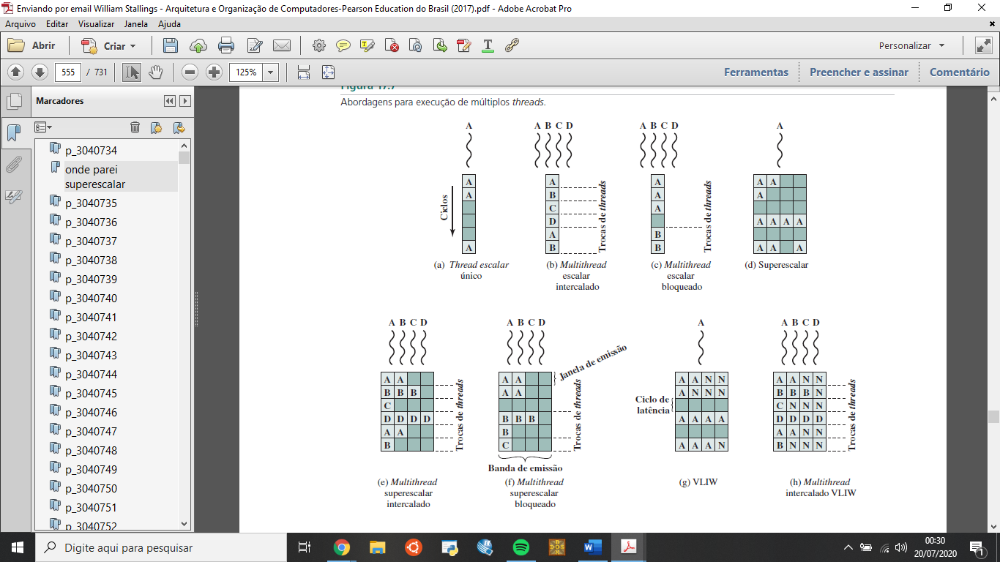 Enviando por email William Stallings - Arquitetura e Organização de Computadores-Pearson Education do Brasil (2017).pdf - Adobe Acrobat Pro
Arquivo Editar Visualizar Janela Ajuda
Abrir Criar Personalizar
555 / 731 125% Ferramentas Preencher e assinar Comentário
Marcadores
p_3040734
onde parei
superescalar
p_3040735
p_3040736
p_3040737
p_3040738
p_3040739
p_3040740
p_3040741
p_3040742
p_3040743
p_3040744
p_3040745
p_3040746
p_3040747
p_3040748
p_3040749
p_3040750
p_3040751
p_3040752
Figura 17.7
Abordagens para execução de múltiplos threads.
A
Ciclos
A
A
A
(a) Thread escalar
único
A B C D
A
B
C
D
A
B
Trocas de threads
(b) Multithread
escalar
intercalado
A B C D
A
A
A
B
B
Trocas de threads
(c) Multithread
escalar
bloqueado
A
A A
A
A A A A
A A A
(d) Superescalar
A B C D
A A
B B B
C
D D D D
A A
B
Trocas de threads
(e) Multithread
superescalar
intercalado
A B C D
Janela de emissão
A A
A A
B B B
B
C
Trocas de threads
Banda de emissão
(f) Multithread
superescalar
bloqueado
A
Ciclo de
latência
A A N N
A N N N
A A A A
A A A N
(g) VLIW
A B C D
A A N N
B B B N
C N N N
D D D D
A A N N
B N N N
Trocas de threads
(h) Multithread
intercalado VLIW
Digite aqui para pesquisar
B
DOS
X
W
00:30
20/07/2020
1